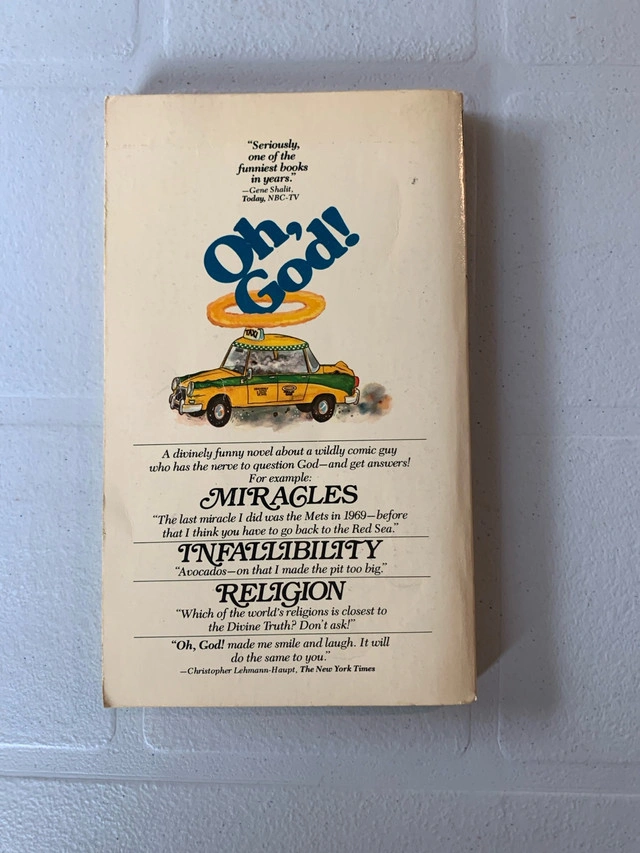 "Seriously,
one of the
funniest books
in years."
—Gene Shalit,
Today, NBC-TV
Oh,
God!
TAXI
A divinely funny novel about a wildly comic guy
who has the nerve to question God—and get answers!
For example:
MIRACLES
"The last miracle I did was the Mets in 1969—before
that I think you have to go back to the Red Sea."
INFALLIBILITY
"Avocados—on that I made the pit too big."
RELIGION
"Which of the world's religions is closest to
the Divine Truth? Don't ask!"
"Oh, God! made me smile and laugh. It will
do the same to you."
—Christopher Lehmann-Haupt, The New York Times